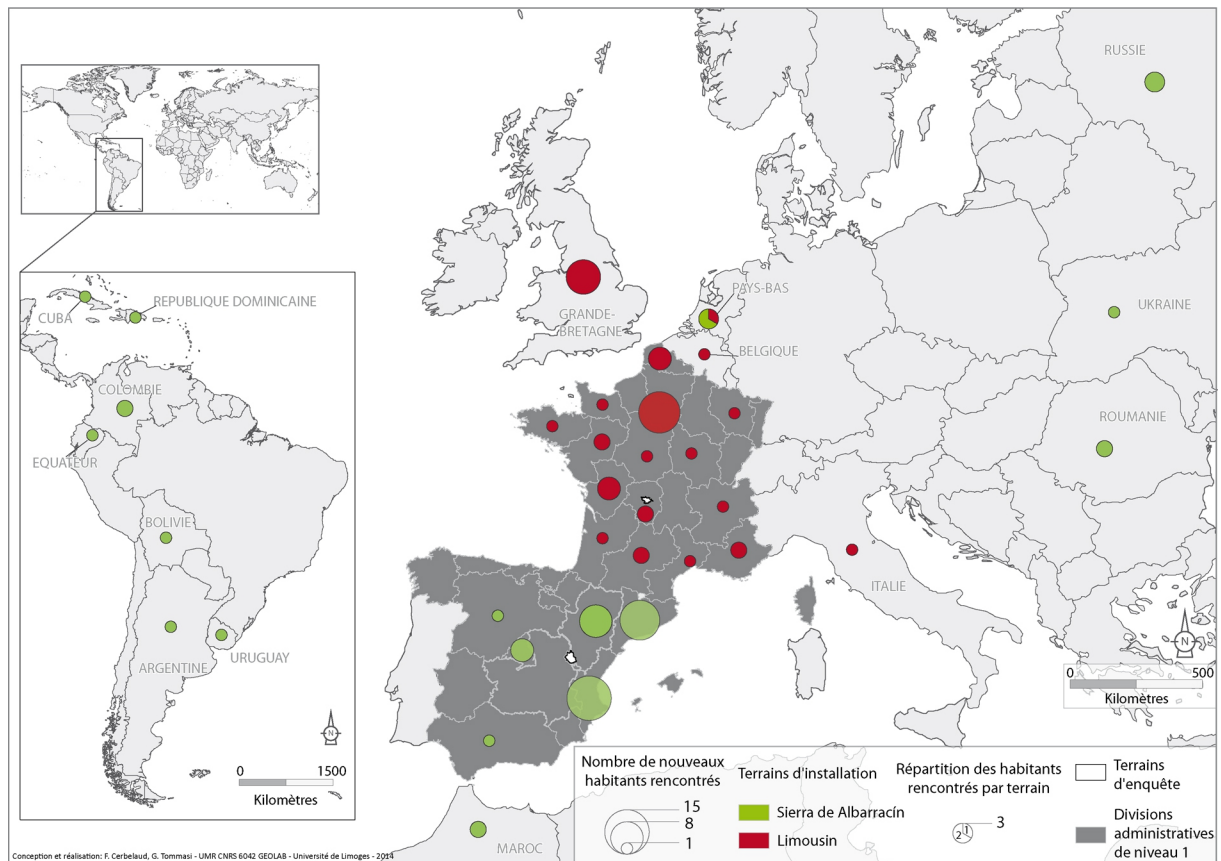 RUSSIE
PAYS-BAS
GRANDE-
BRETAGNE
UKRAINE
BELGIQUE
ROUMANIE
ITALIE
MAROC
CUBA
REPUBLIQUE DOMINICAINE
COLOMBIE
EQUATEUR
BOLIVIE
URUGUAY
ARGENTINE
N
0 1500
Kilomètres
N
0 500
Kilomètres
Nombre de nouveaux
habitants rencontrés
15
8
1
Terrains d'installation
Sierra de Albarracín
Limousin
Répartition des habitants
rencontrés par terrain
3
2 1
Terrains
d'enquête
Divisions
administratives
de niveau 1
Conception et réalisation: F. Cerbelaud, G. Tommasi - UMR CNRS 6042 GEOLAB - Université de Limoges - 2014